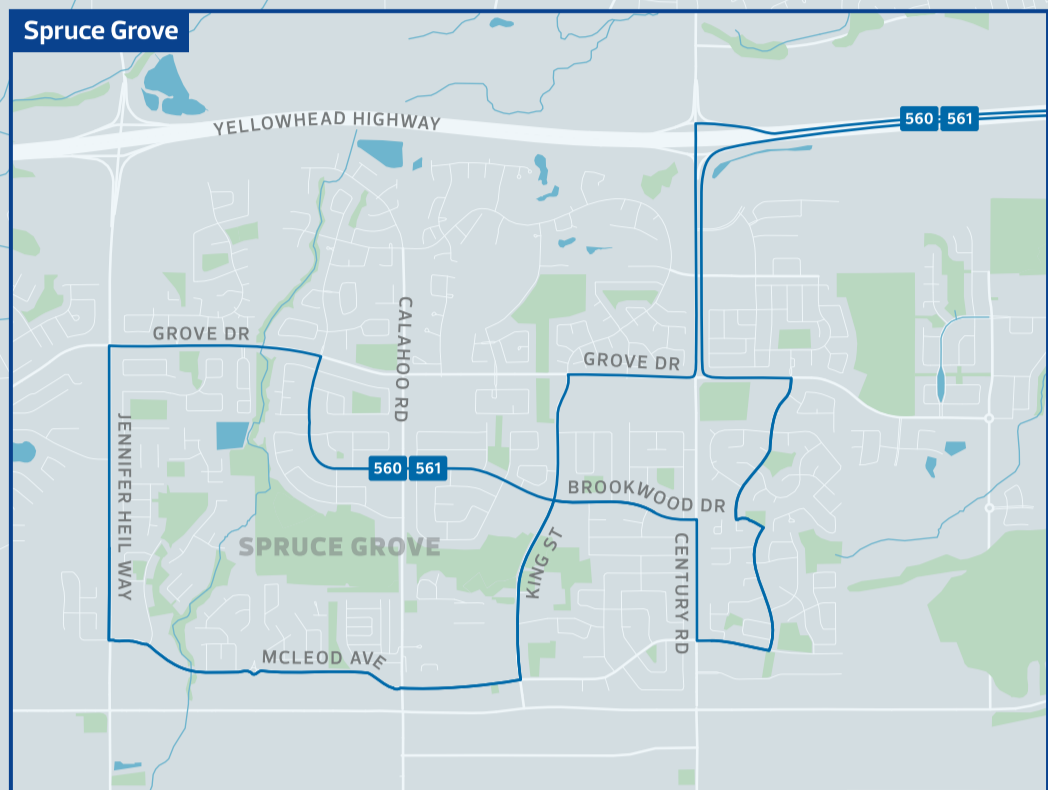 Spruce Grove
YELLOWHEAD HIGHWAY
560 561
GROVE DR
CALAHOO RD
GROVE DR
JENNIFER HEIL WAY
560 561
BROOKWOOD DR
SPRUCE GROVE
KING ST
CENTURY RD
MCLEOD AVE